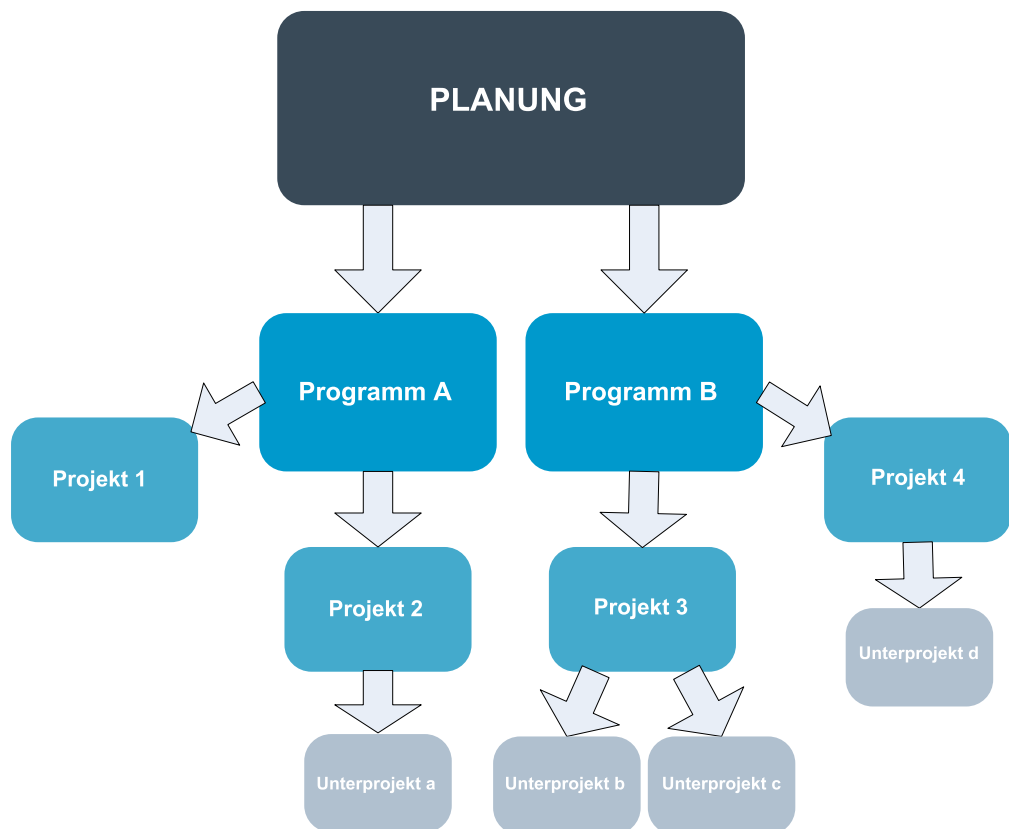 PLANUNG
Programm A
Programm B
Projekt 1
Projekt 4
Projekt 2
Projekt 3
Unterprojekt d
Unterprojekt a
Unterprojekt b
Unterprojekt c